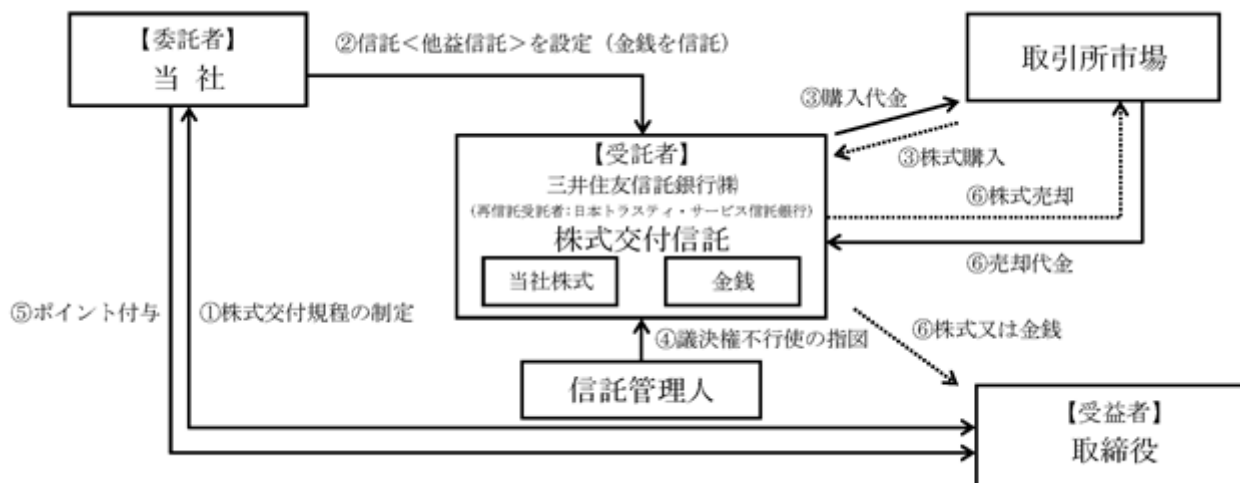 【委託者】
当 社
②信託＜他益信託＞を設定（金銭を信託）
取引所市場
③購入代金
③株式購入
【受託者】
三井住友信託銀行㈱
（再信託受託者：日本トラスティ・サービス信託銀行）
株式交付信託
当社株式
金銭
⑥株式売却
⑥売却代金
⑤ポイント付与
①株式交付規程の制定
④議決権不行使の指図
⑥株式又は金銭
信託管理人
【受益者】
取締役